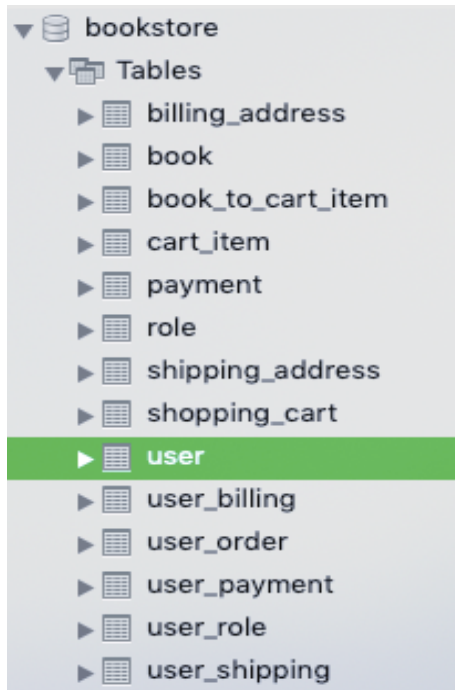 bookstore
Tables
billing_address
book
book_to_cart_item
cart_item
payment
role
shipping_address
shopping_cart
user
user_billing
user_order
user_payment
user_role
user_shipping